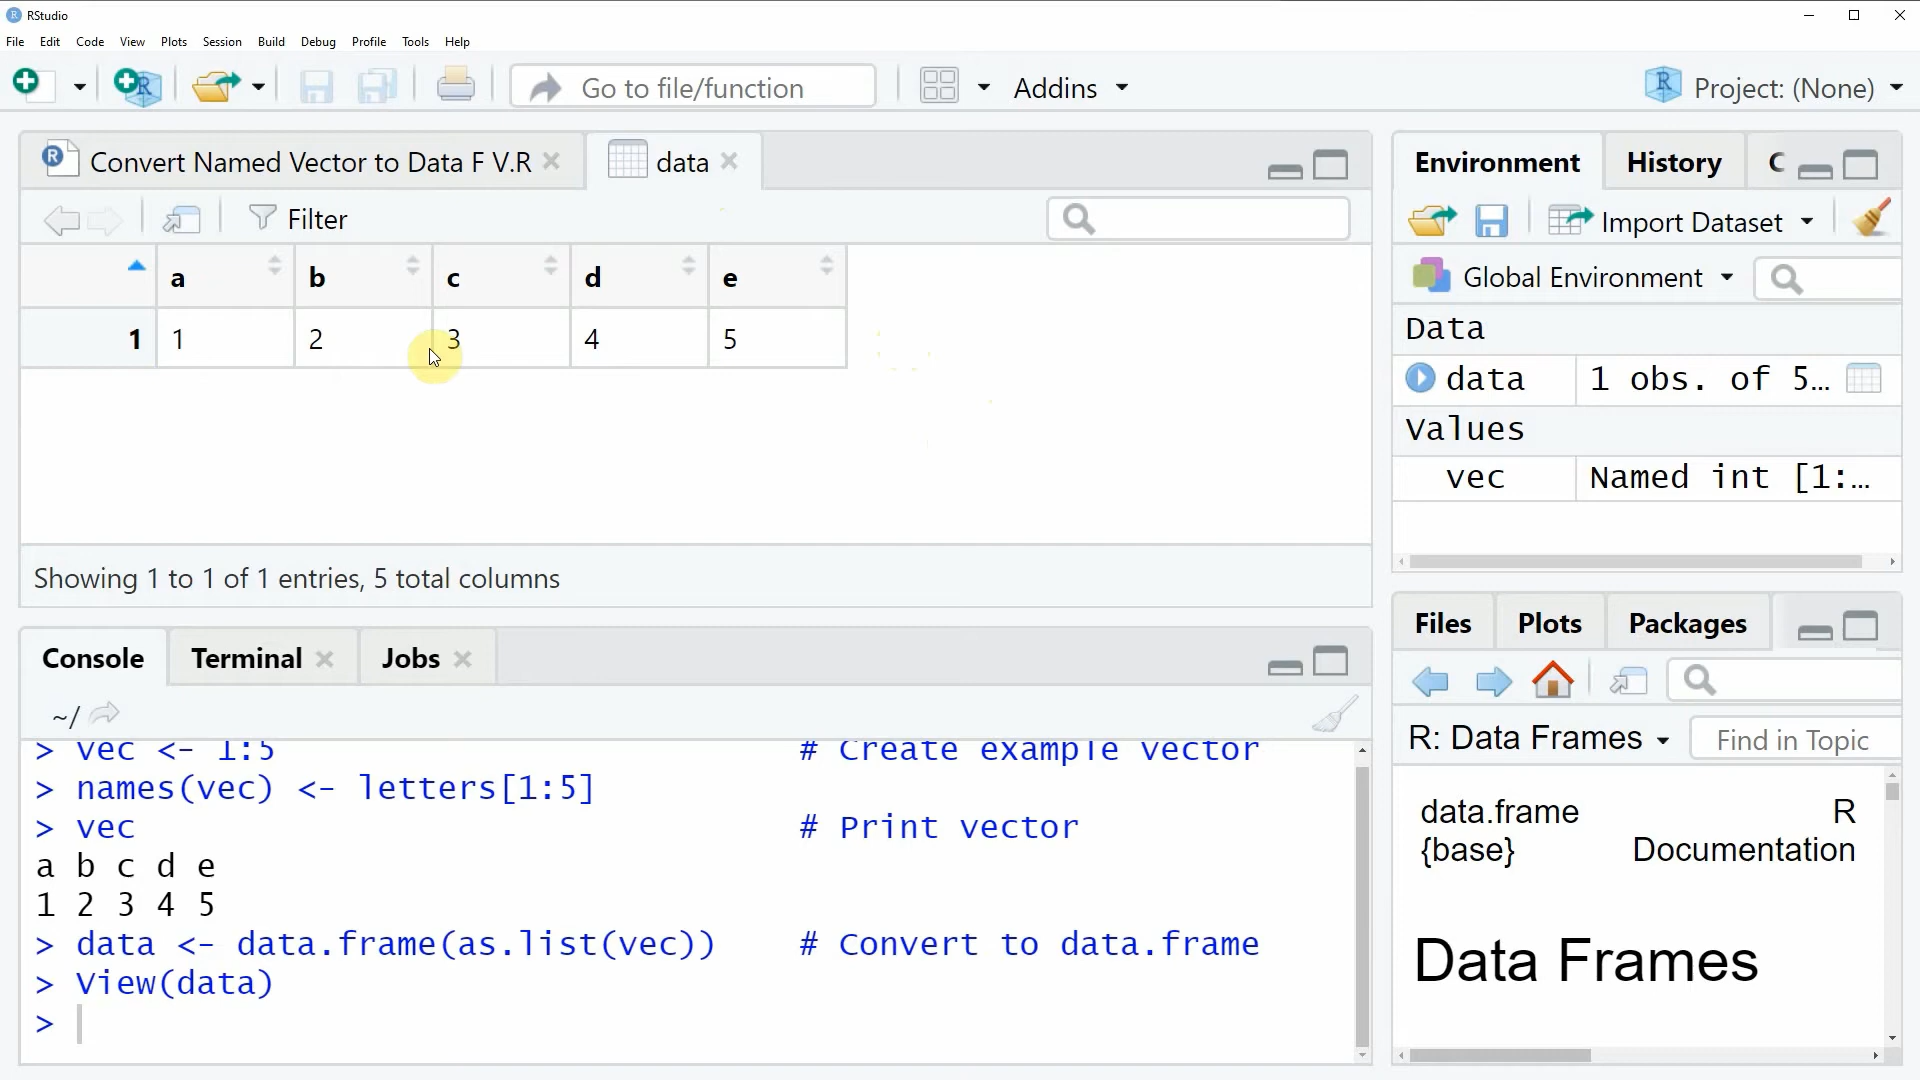 RStudio
File Edit Code View Plots Session Build Debug Profile Tools Help
Go to file/function Addins Project: (None)
Convert Named Vector to Data F V.R data
Filter
a b c d e
1 1 2 3 4 5
Showing 1 to 1 of 1 entries, 5 total columns
Console Terminal Jobs
~/
> vec <- 1:5 # Create example vector
> names(vec) <- letters[1:5]
> vec # Print vector
a b c d e
1 2 3 4 5
> data <- data.frame(as.list(vec)) # Convert to data.frame
> View(data)
>
Environment History C
Import Dataset
Global Environment
Data
data 1 obs. of 5…
Values
vec Named int [1:…
Files Plots Packages
R: Data Frames Find in Topic
data.frame R
{base} Documentation
Data Frames